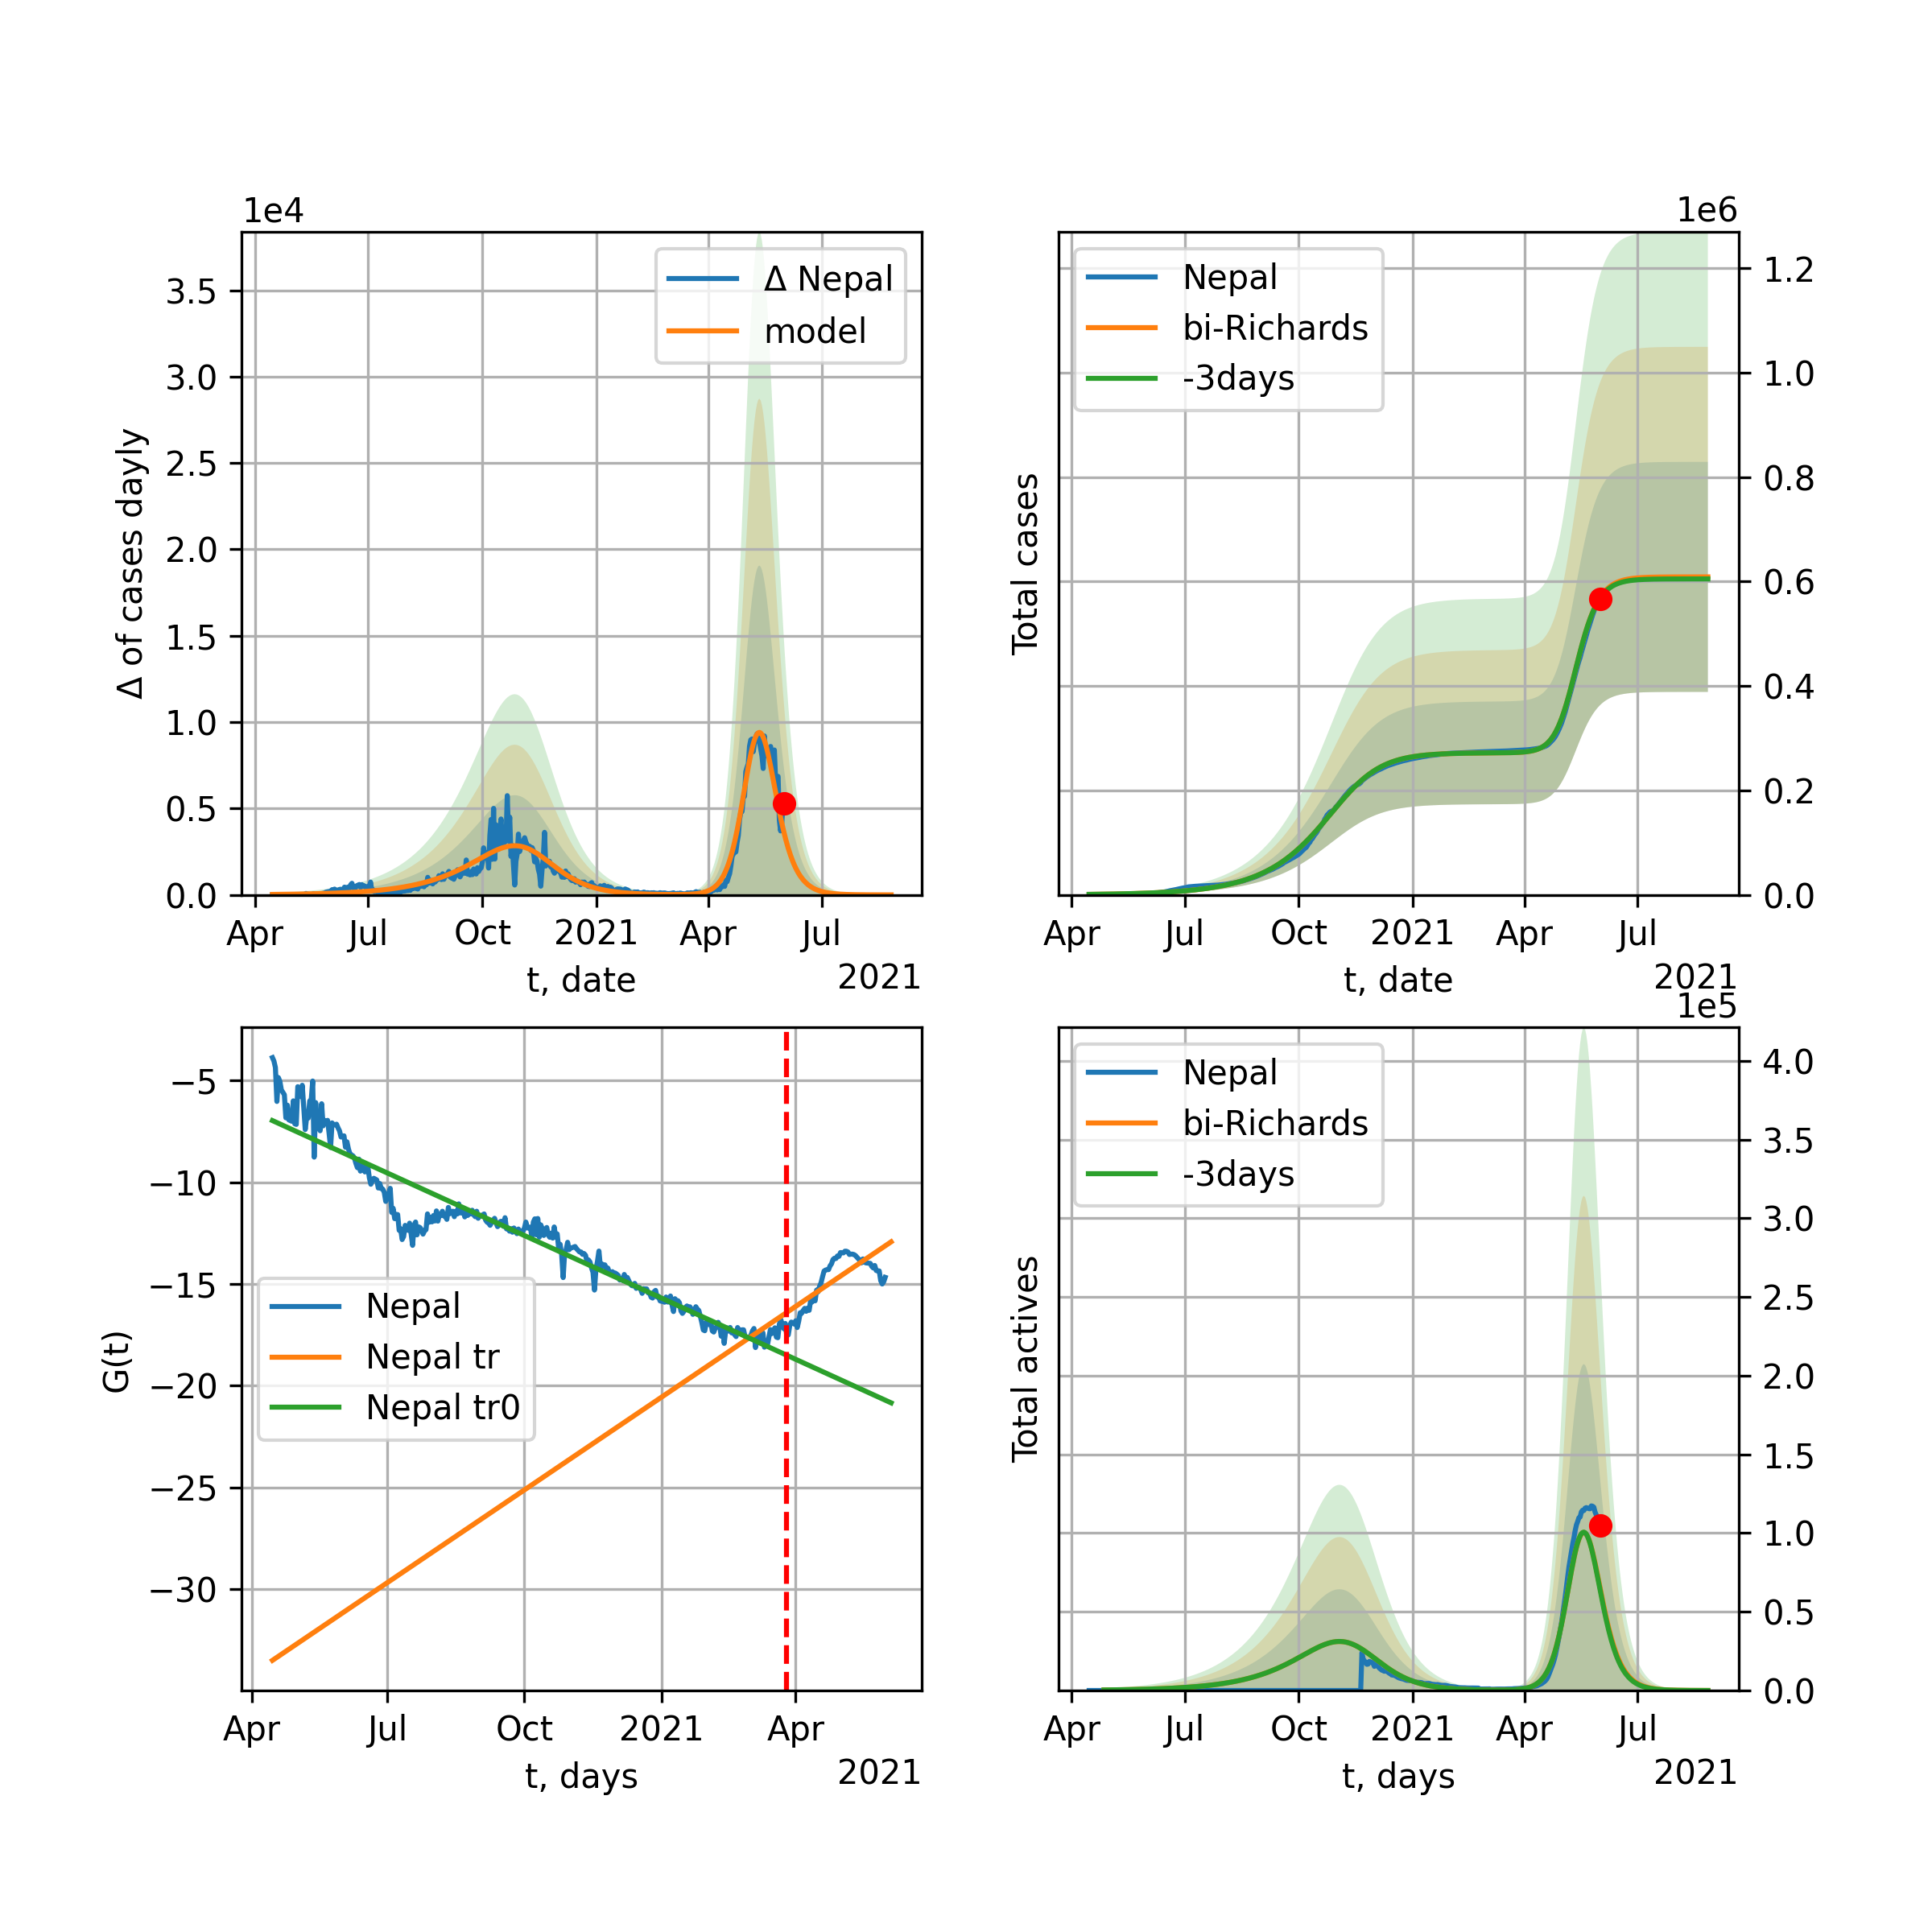 1e4
Δ of cases dayly
3.5
3.0
2.5
2.0
1.5
1.0
0.5
0.0
Δ Nepal
model
Apr Jul Oct 2021 Apr Jul
t, date
2021
1e6
Total cases
Nepal
bi-Richards
-3days
1.2
1.0
0.8
0.6
0.4
0.2
0.0
Apr Jul Oct 2021 Apr Jul
t, date
2021
G(t)
−5
−10
−15
−20
−25
−30
Nepal
Nepal tr
Nepal tr0
Apr Jul Oct 2021 Apr
t, days
2021
1e5
Total actives
Nepal
bi-Richards
-3days
4.0
3.5
3.0
2.5
2.0
1.5
1.0
0.5
0.0
Apr Jul Oct 2021 Apr Jul
t, days
2021